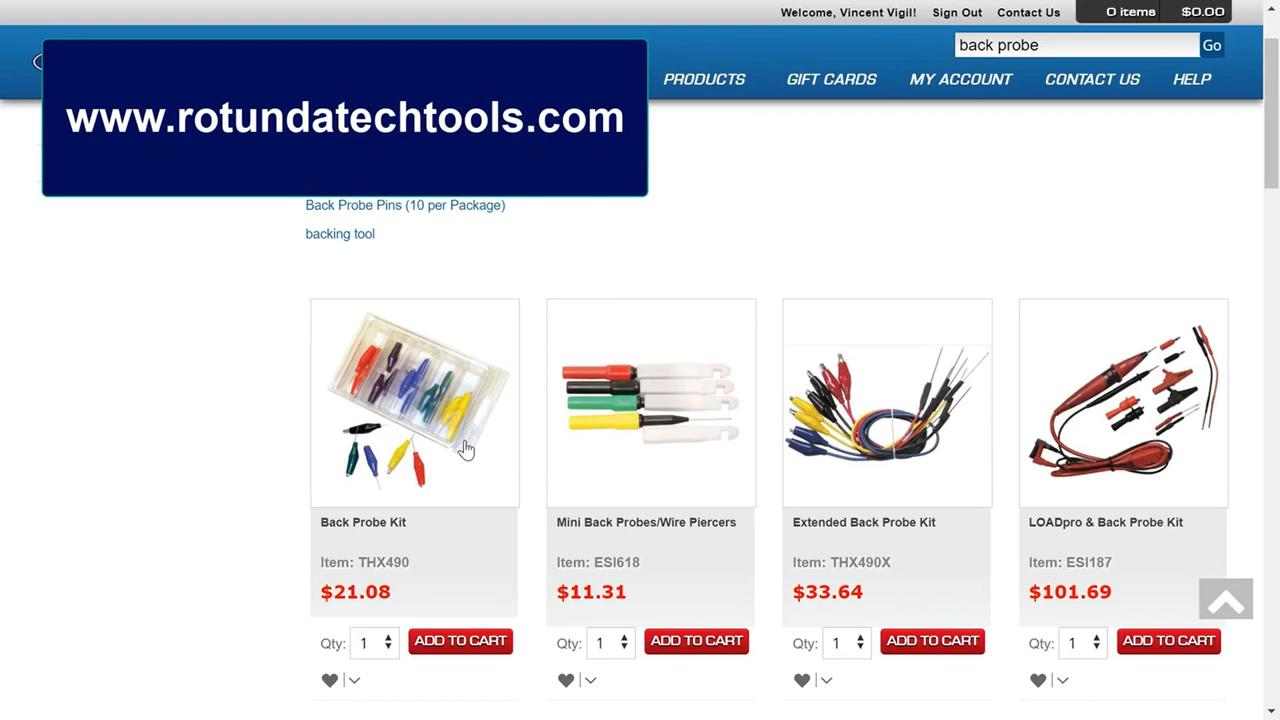 Welcome, Vincent Vigil! Sign Out Contact Us 0 items $0.00
back probe Go
PRODUCTS GIFT CARDS MY ACCOUNT CONTACT US HELP
www.rotundatechtools.com
Back Probe Pins (10 per Package)
backing tool
Back Probe Kit
Item: THX490
$21.08
Qty: 1 ADD TO CART
Mini Back Probes/Wire Piercers
Item: ESI618
$11.31
Qty: 1 ADD TO CART
Extended Back Probe Kit
Item: THX490X
$33.64
Qty: 1 ADD TO CART
LOADpro & Back Probe Kit
Item: ESI187
$101.69
Qty: 1 ADD TO CART